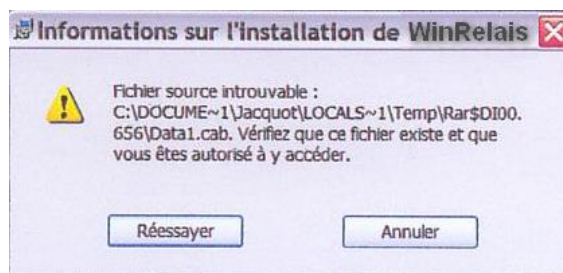 Informations sur l'installation de WinRelais
Fichier source introuvable :
C:\DOCUME~1\Jacquot\LOCALS~1\Temp\Rar$DI00.
656\Data1.cab. Vérifiez que ce fichier existe et que
vous êtes autorisé à y accéder.
Réessayer
Annuler